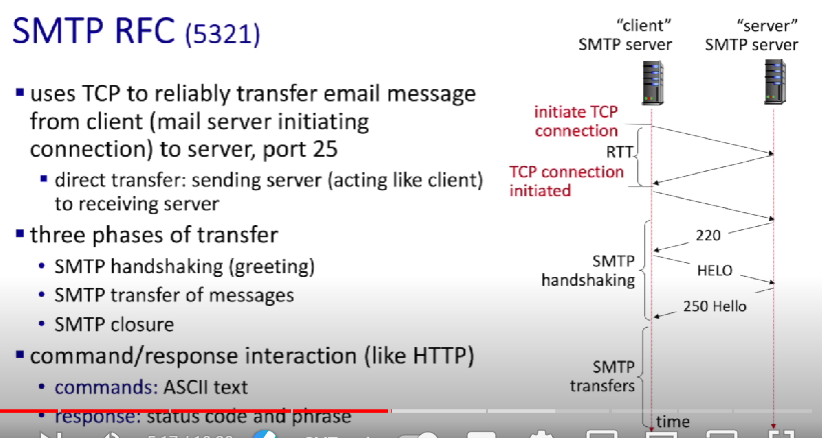 SMTP RFC (5321)
▪ uses TCP to reliably transfer email message
from client (mail server initiating
connection) to server, port 25
▪ direct transfer: sending server (acting like client)
to receiving server
▪ three phases of transfer
• SMTP handshaking (greeting)
• SMTP transfer of messages
• SMTP closure
▪ command/response interaction (like HTTP)
• commands: ASCII text
• response: status code and phrase
“client”
SMTP server
“server”
SMTP server
initiate TCP
connection
RTT
TCP connection
initiated
220
SMTP
handshaking
HELO
250 Hello
SMTP
transfers
time